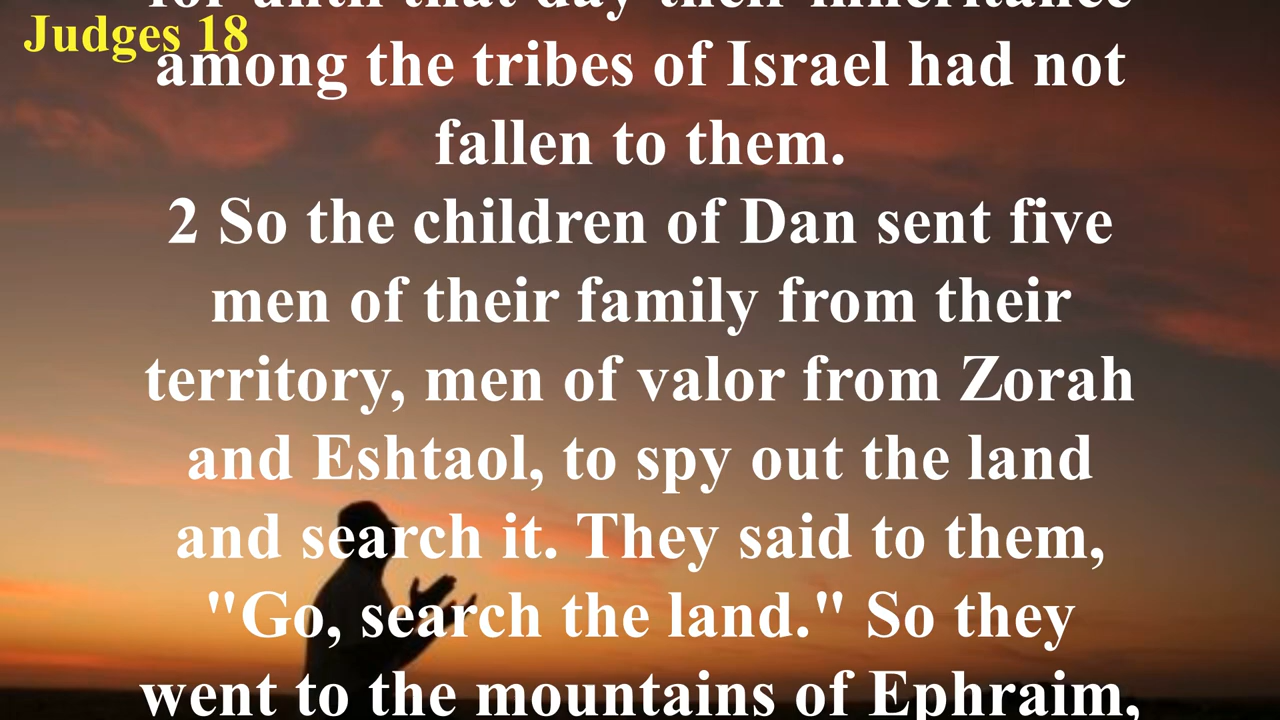 for until that day their inheritance
Judges 18
among the tribes of Israel had not
fallen to them.
2 So the children of Dan sent five
men of their family from their
territory, men of valor from Zorah
and Eshtaol, to spy out the land
and search it. They said to them,
"Go, search the land." So they
went to the mountains of Ephraim,